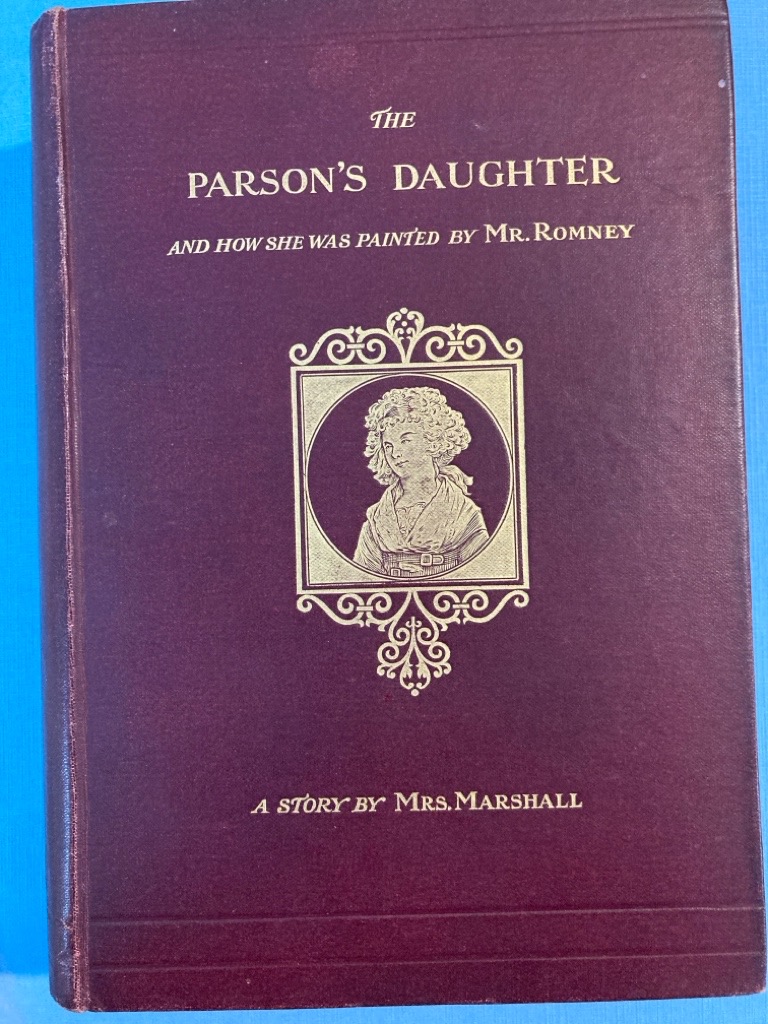 THE
PARSON'S DAUGHTER
AND HOW SHE WAS PAINTED BY MR. ROMNEY
A STORY BY MRS. MARSHALL